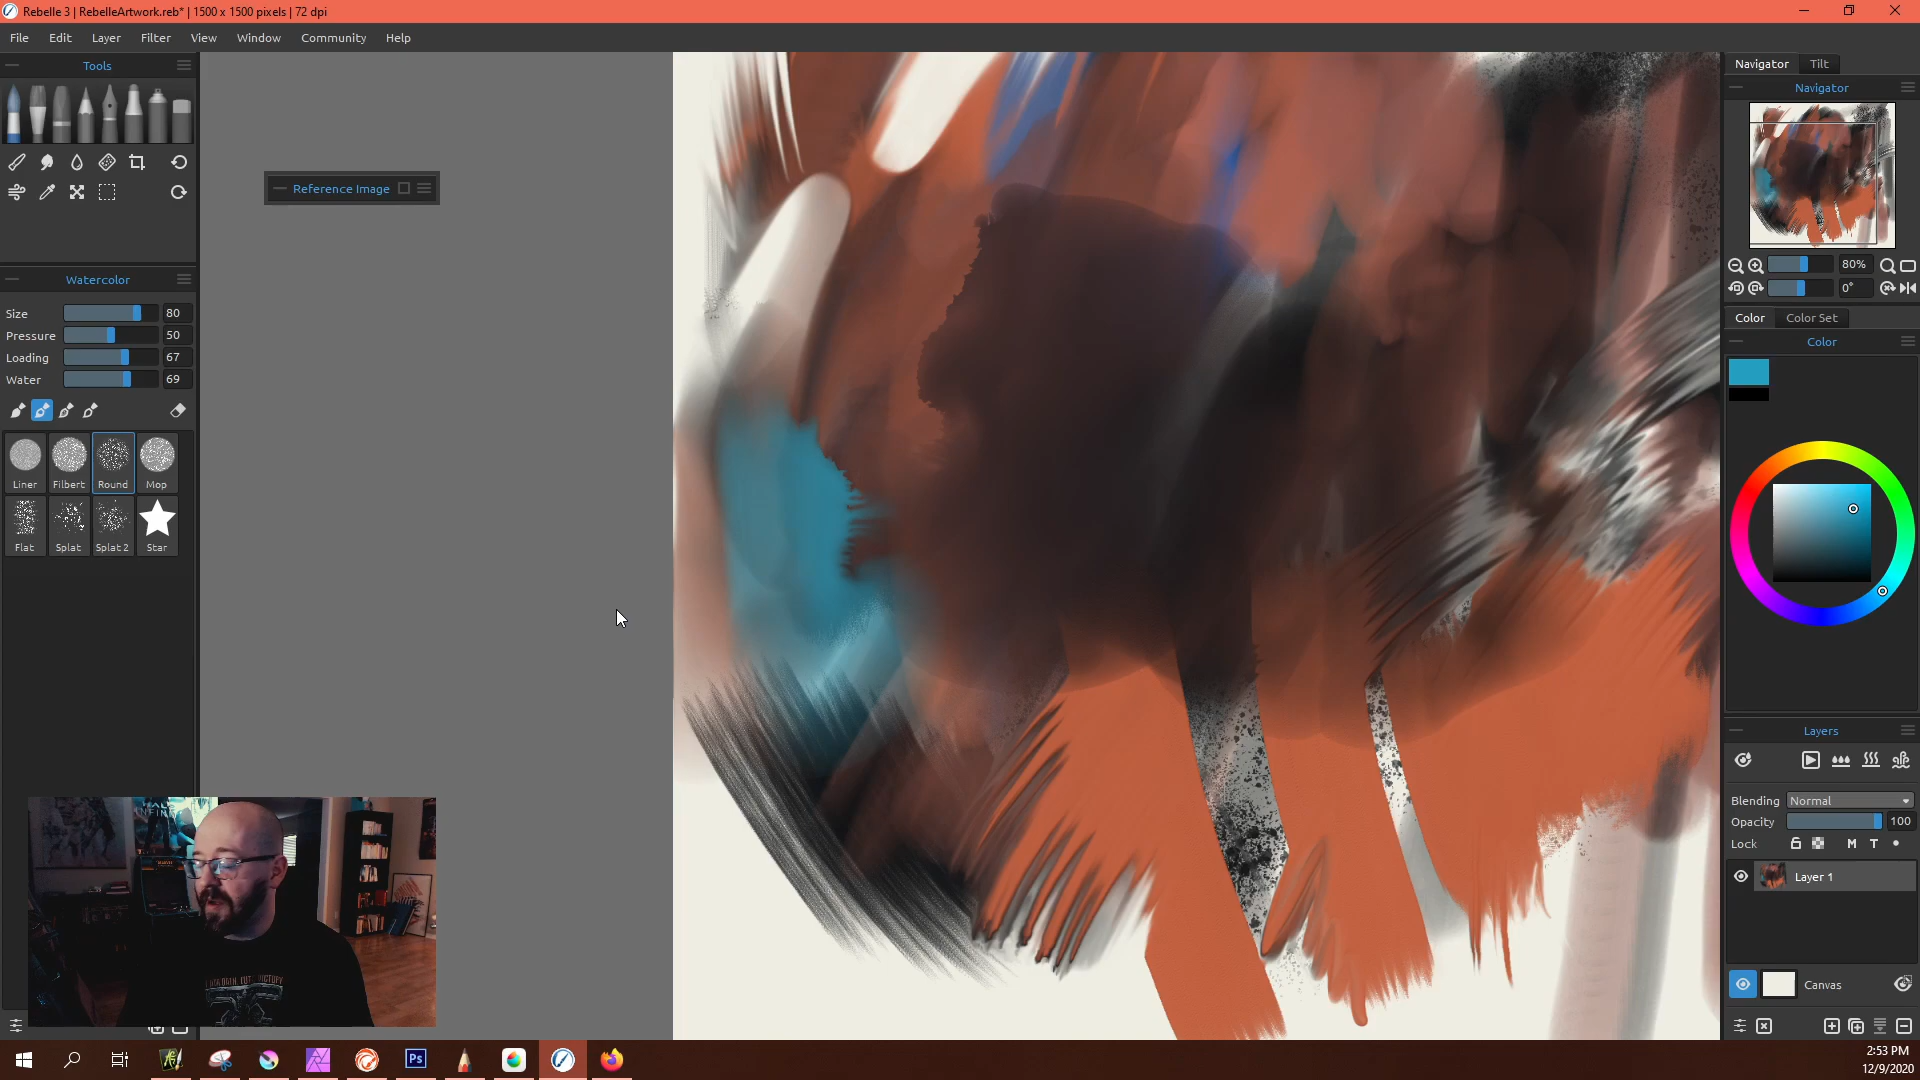 Rebelle 3 | RebelleArtwork.reb* | 1500 x 1500 pixels | 72 dpi
File Edit Layer Filter View Window Community Help
Tools
Reference Image
Watercolor
Size 80
Pressure 50
Loading 67
Water 69
Liner Filbert Round Mop
Flat Splat Splat 2 Star
Navigator Tilt
Navigator
80%
0°
Color Color Set
Color
Layers
Blending Normal
Opacity 100
Lock M T
Layer 1
Canvas
Ps
2:53 PM
12/9/2020